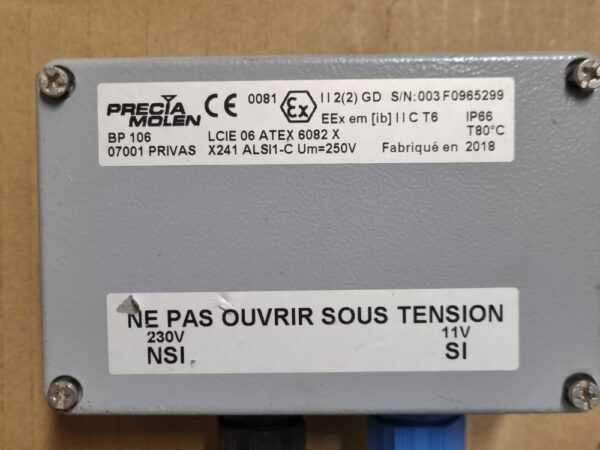 PRECIA MOLEN CE 0081 Ex II 2(2) GD S/N: 003 F0965299
EEx em [ib] II C T6 IP66
BP 106 LCIE 06 ATEX 6082 X T80°C
07001 PRIVAS X241 ALSI1-C Um=250V Fabriqué en 2018
NE PAS OUVRIR SOUS TENSION
230V 11V
NSI SI